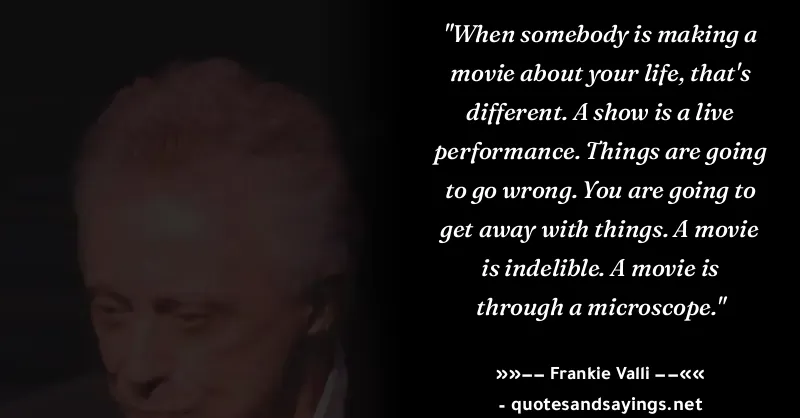 "When somebody is making a
movie about your life, that's
different. A show is a live
performance. Things are going
to go wrong. You are going to
get away with things. A movie
is indelible. A movie is
through a microscope."
»»–– Frankie Valli ––««
- quotesandsayings.net